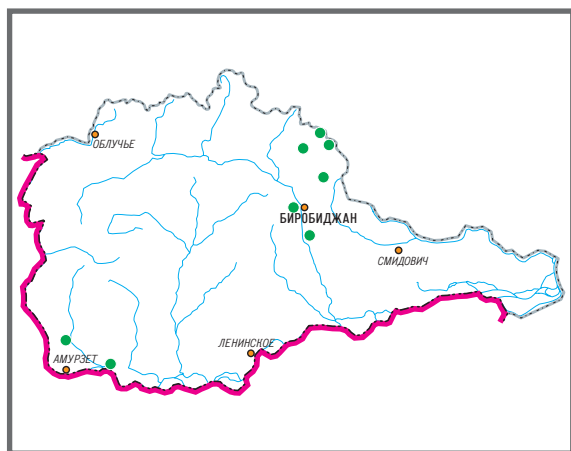 ОБЛУЧЬЕ
БИРОБИДЖАН
СМИДОВИЧ
ЛЕНИНСКОЕ
АМУРЗЕТ